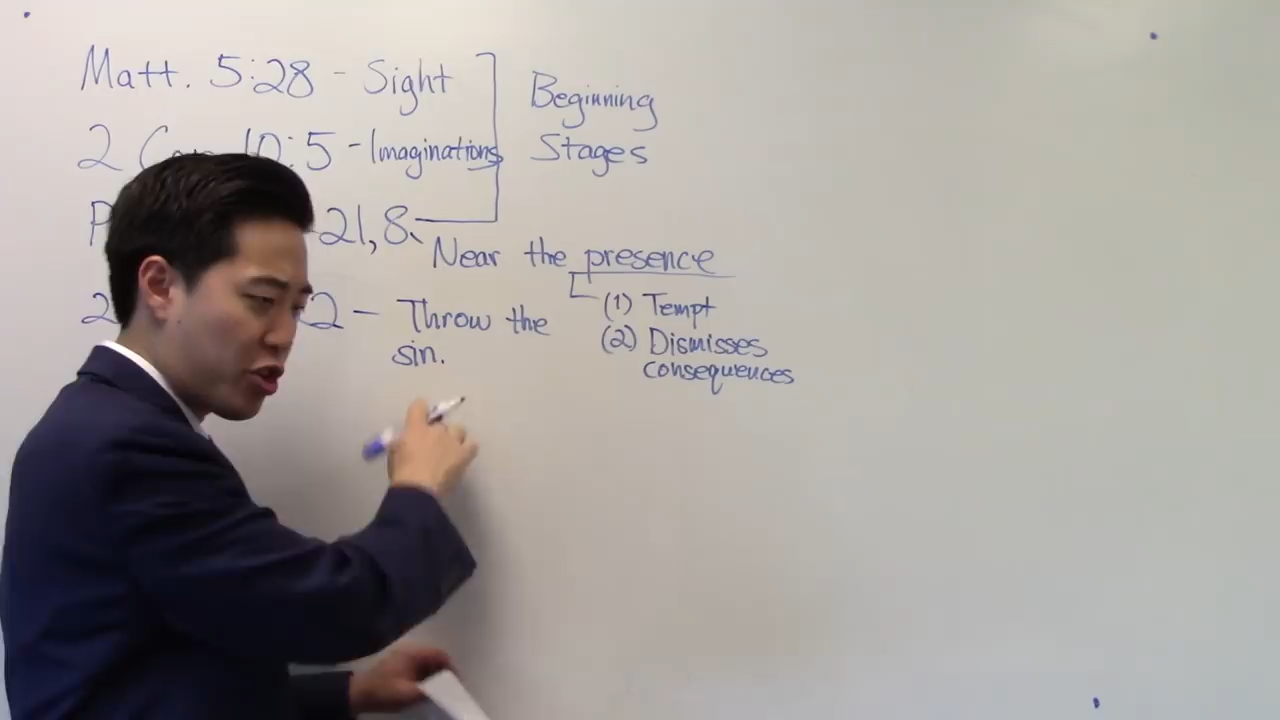 Matt. 5:28 - Sight
2 10:5 - Imaginations
Beginning
Stages
21, 8
Near the presence
(1) Tempt
(2) Dismisses
consequences
2 2 - Throw the
sin.